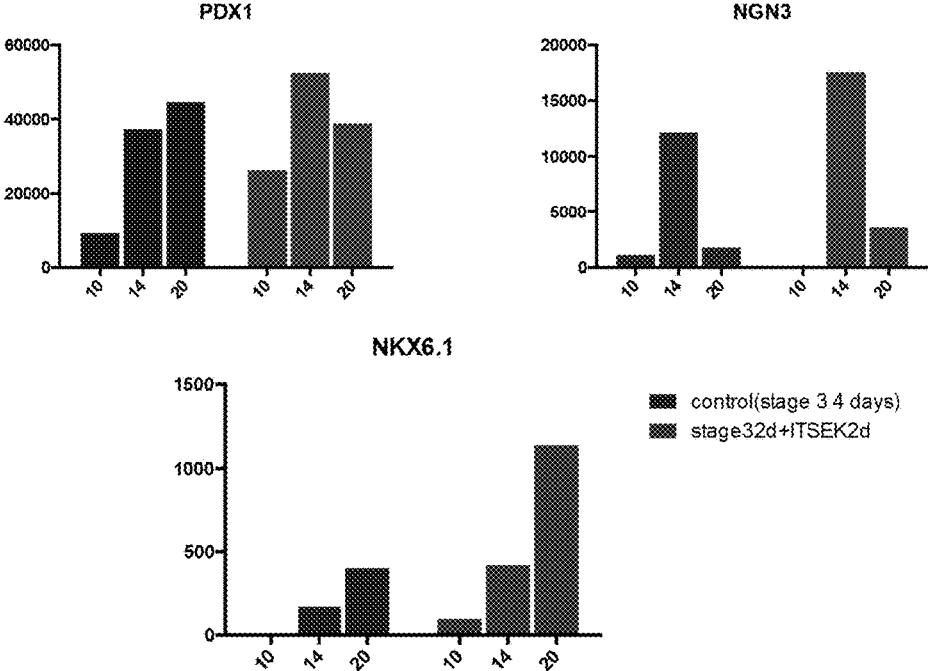 PDX1
60000
40000
20000
0
10 14 20 10 14 20
NGN3
20000
15000
10000
5000
0
10 14 20 10 14 20
NKX6.1
1500
1000
500
0
10 14 20 10 14 20
control(stage 3 4 days)
stage32d+ITSEK2d